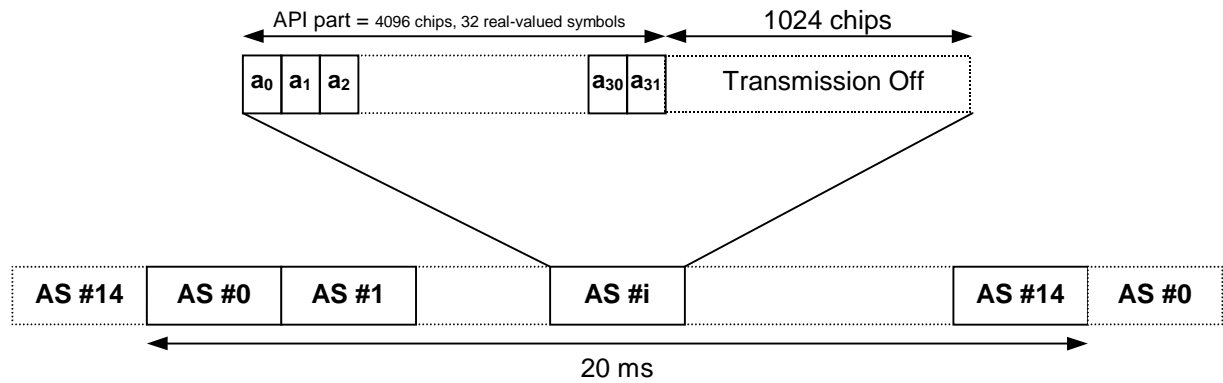 API part = 4096 chips, 32 real-valued symbols 1024 chips
a0 a1 a2 a30 a31 Transmission Off
AS #14 AS #0 AS #1 AS #i AS #14 AS #0
20 ms